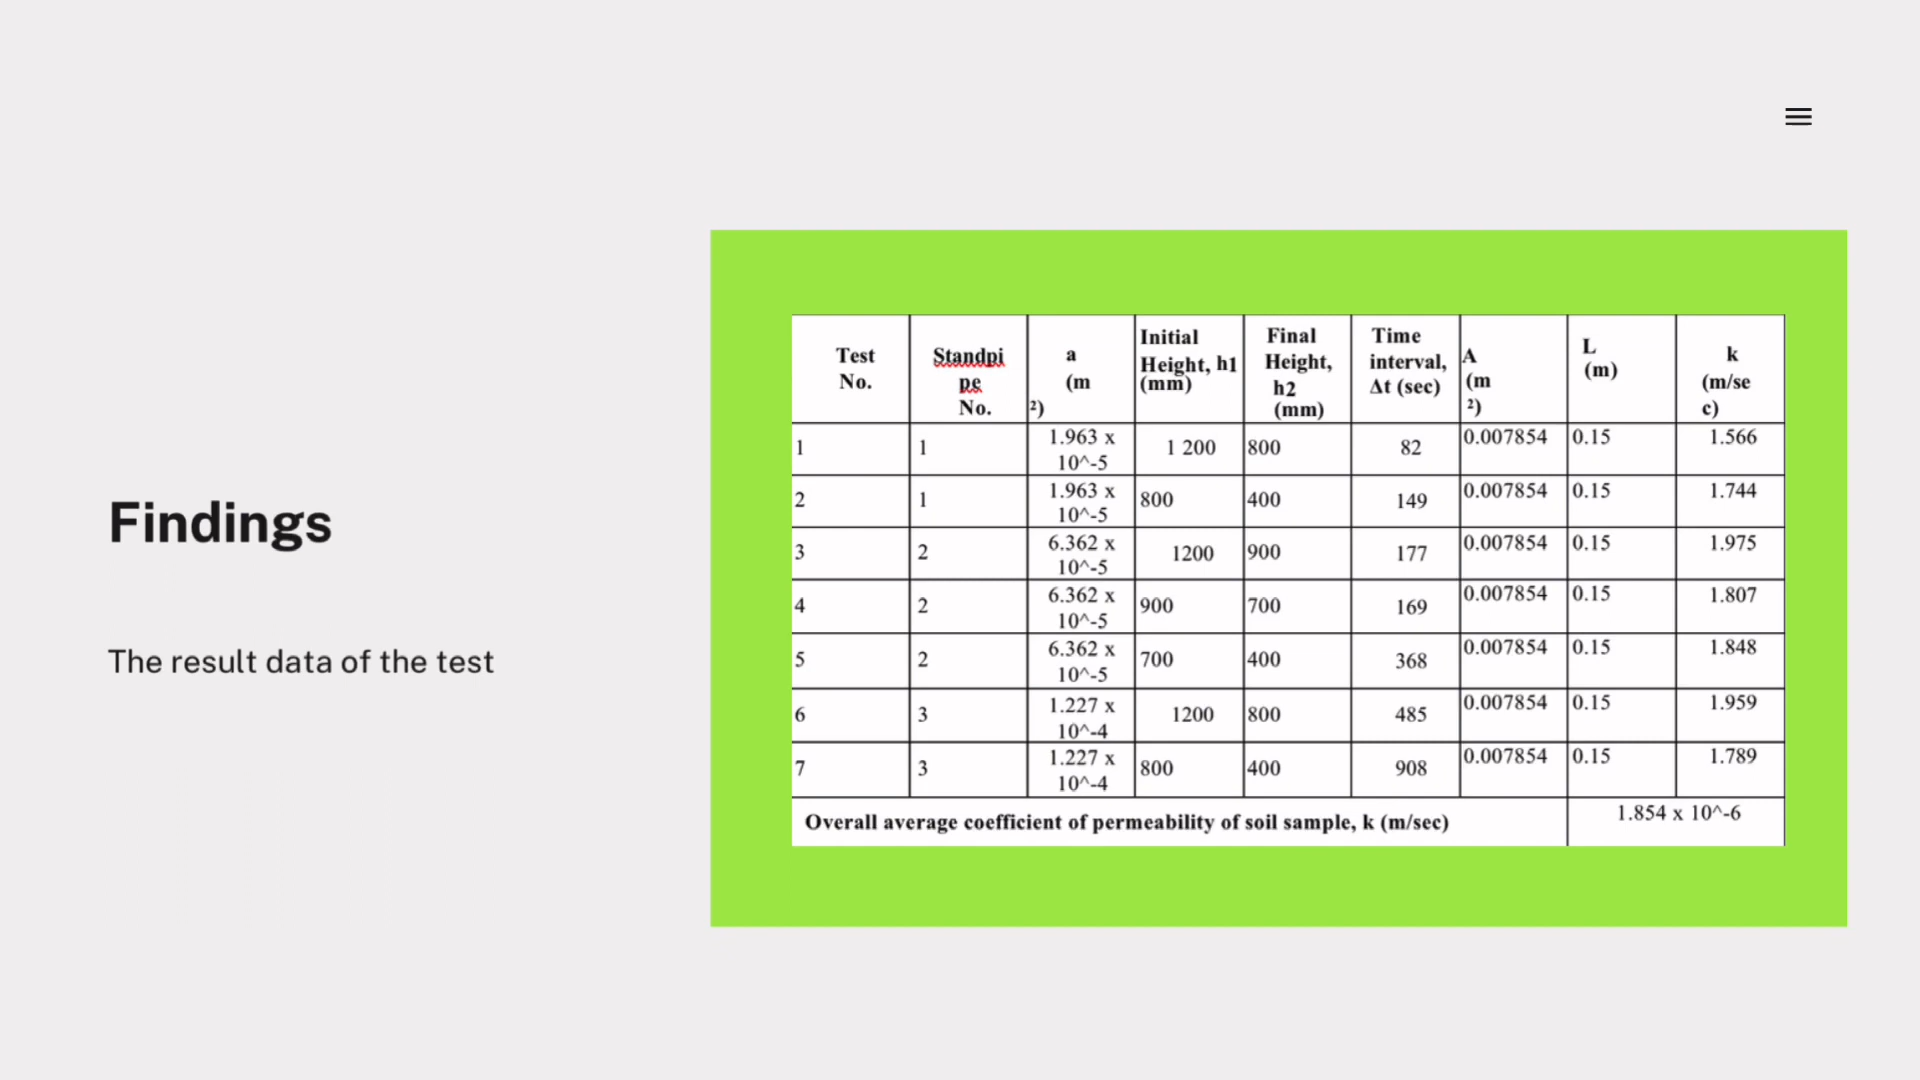 Findings
The result data of the test
Test No. Standpi pe No. a (m ²) Initial Height, h1 (mm) Final Height, h2 (mm) Time interval, Δt (sec) A (m ²) L (m) k (m/se c)
1 1 1.963 x 10^-5 1 200 800 82 0.007854 0.15 1.566
2 1 1.963 x 10^-5 800 400 149 0.007854 0.15 1.744
3 2 6.362 x 10^-5 1200 900 177 0.007854 0.15 1.975
4 2 6.362 x 10^-5 900 700 169 0.007854 0.15 1.807
5 2 6.362 x 10^-5 700 400 368 0.007854 0.15 1.848
6 3 1.227 x 10^-4 1200 800 485 0.007854 0.15 1.959
7 3 1.227 x 10^-4 800 400 908 0.007854 0.15 1.789
Overall average coefficient of permeability of soil sample, k (m/sec) 1.854 x 10^-6